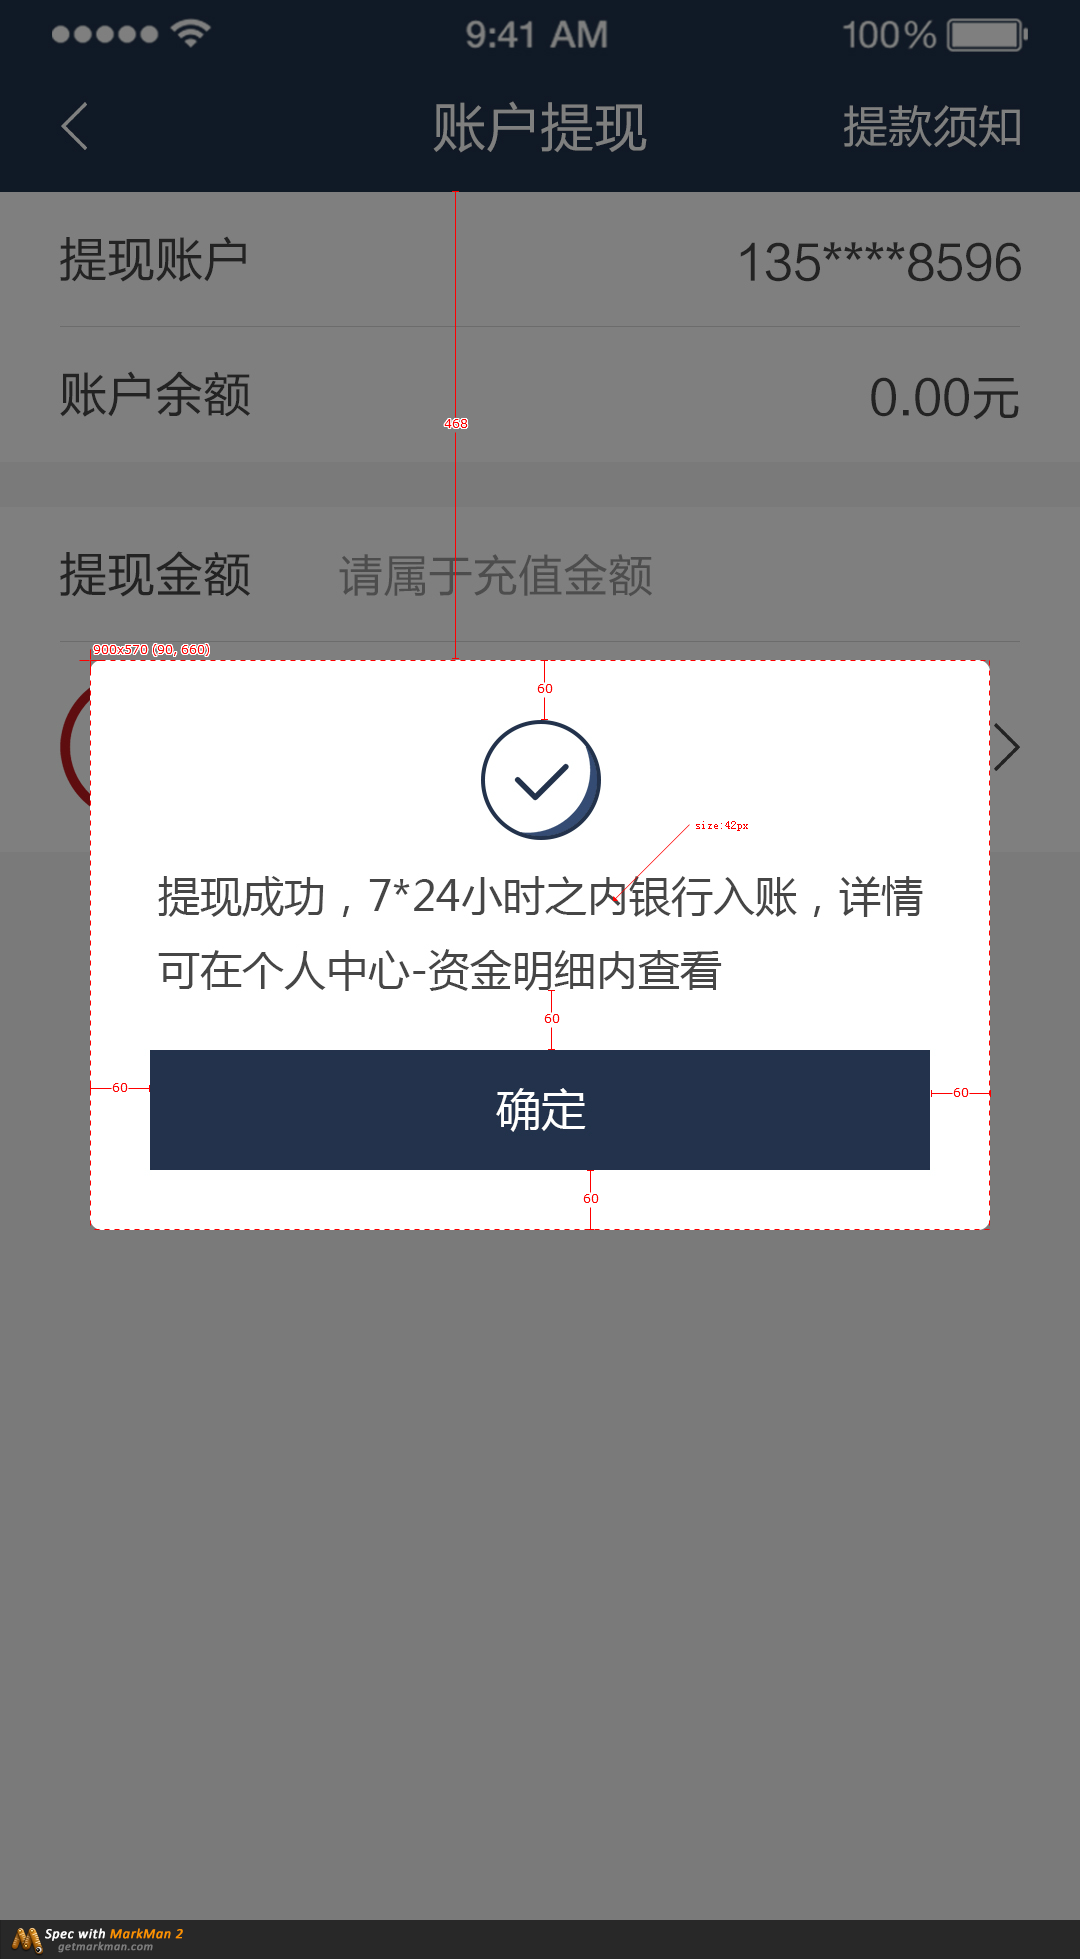 9:41 AM 100%
账户提现 提款须知
提现账户 135****8596
账户余额 0.00元
468
提现金额 请属于充值金额
900x570 (90, 660)
60
size:42px
提现成功，7*24小时之内银行入账，详情
可在个人中心-资金明细内查看
60
60 确定 60
60
Spec with MarkMan 2
getmarkman.com